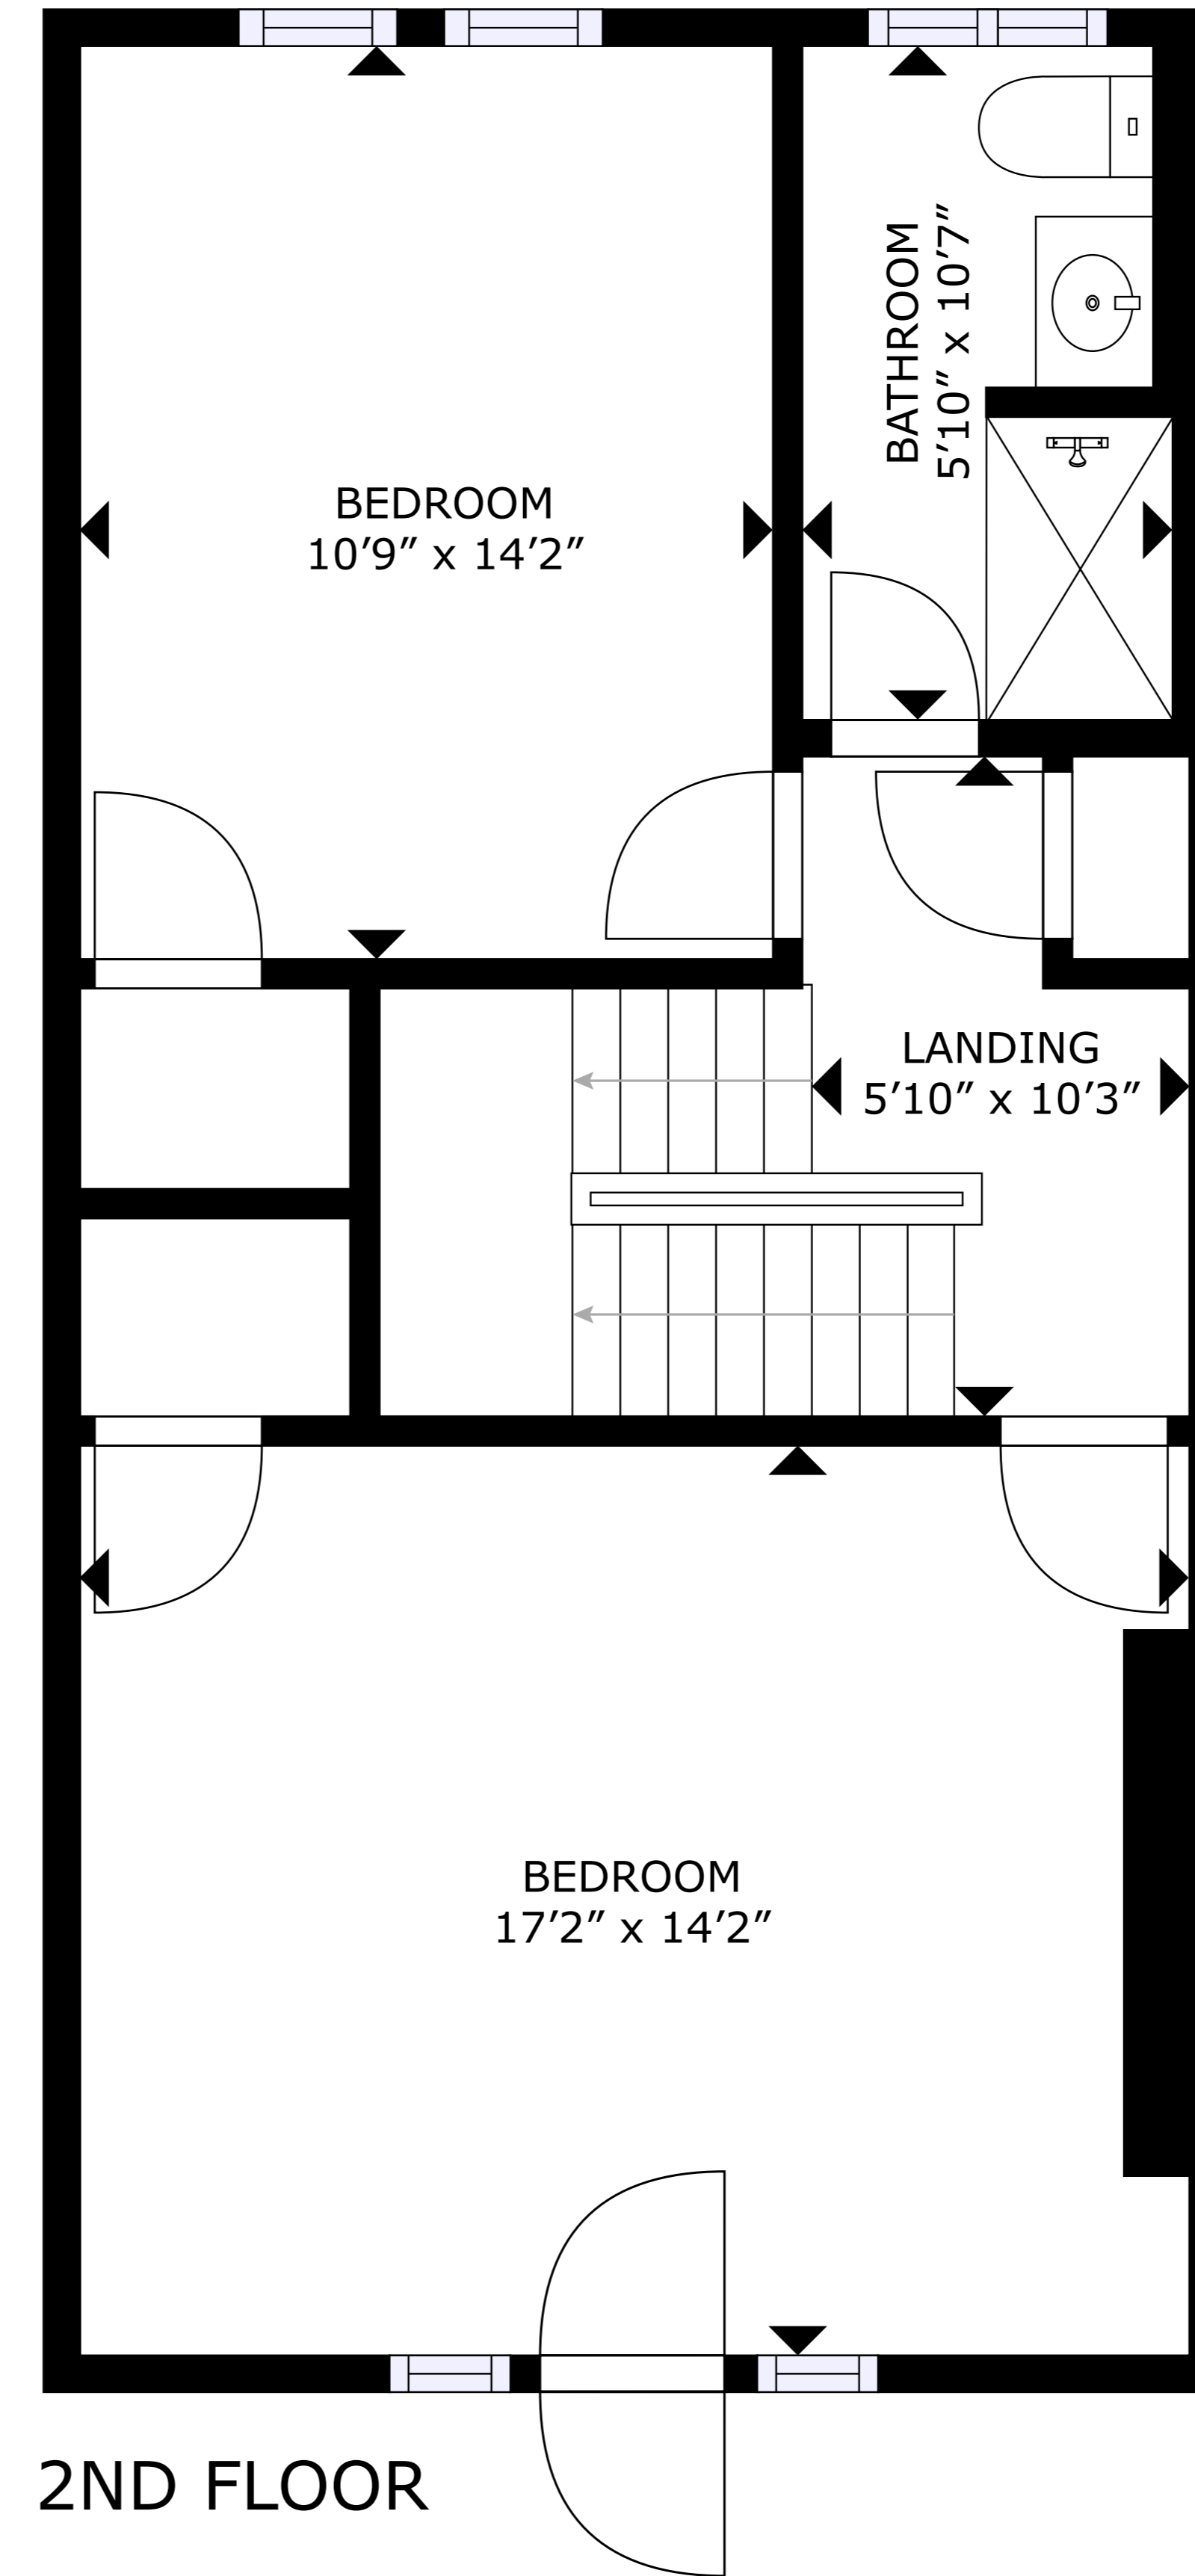 BATHROOM
5′10″ x 10′7″
BEDROOM
10′9″ x 14′2″
LANDING
5′10″ x 10′3″
BEDROOM
17′2″ x 14′2″
2ND FLOOR